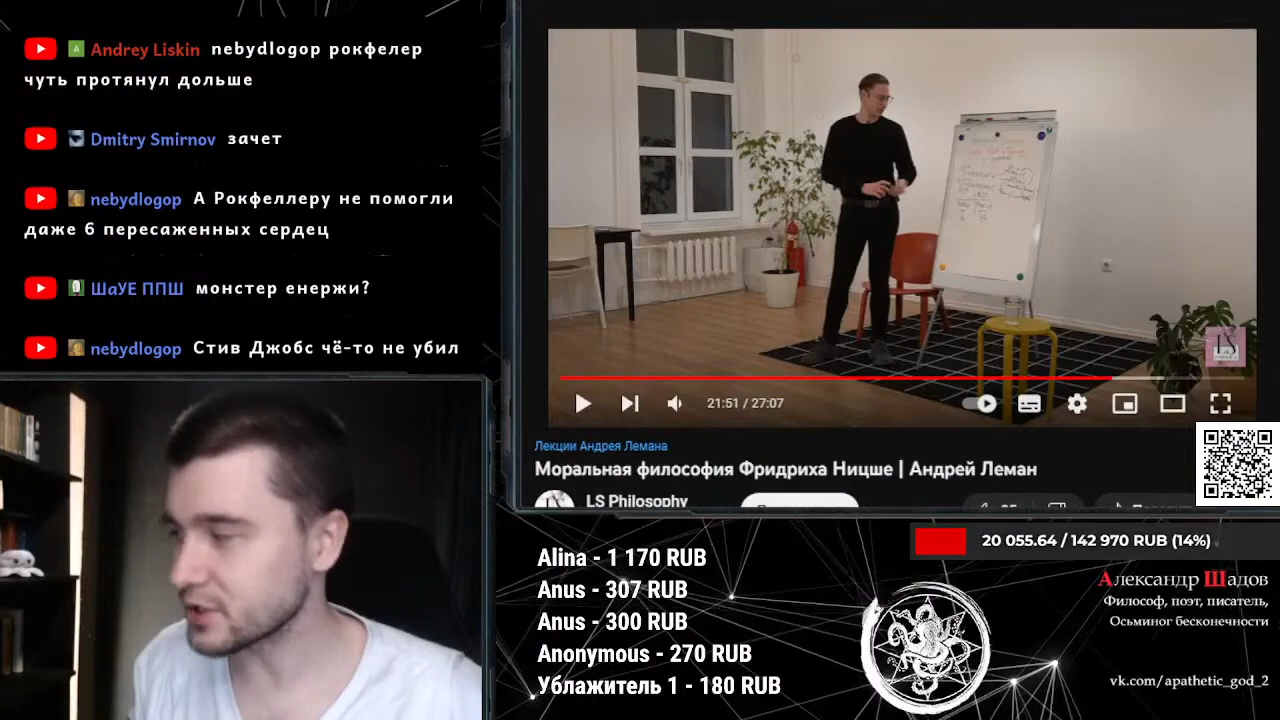 Andrey Liskin nebydlogop рокфелер
чуть протянул дольше
Dmitry Smirnov зачет
nebydlogop А Рокфеллеру не помогли
даже 6 пересаженных сердец
ШаУЕ ППШ монстер енержи?
nebydlogop Стив Джобс чё-то не убил
LS
21:51 / 27:07
Лекции Андрея Лемана
Моральная философия Фридриха Ницше | Андрей Леман
LS Philosophy
20 055.64 / 142 970 RUB (14%)
Alina - 1 170 RUB
Anus - 307 RUB
Anus - 300 RUB
Anonymous - 270 RUB
Ублажитель 1 - 180 RUB
Александр Шадов
Философ, поэт, писатель,
Осьминог бесконечности
vk.com/apathetic_god_2